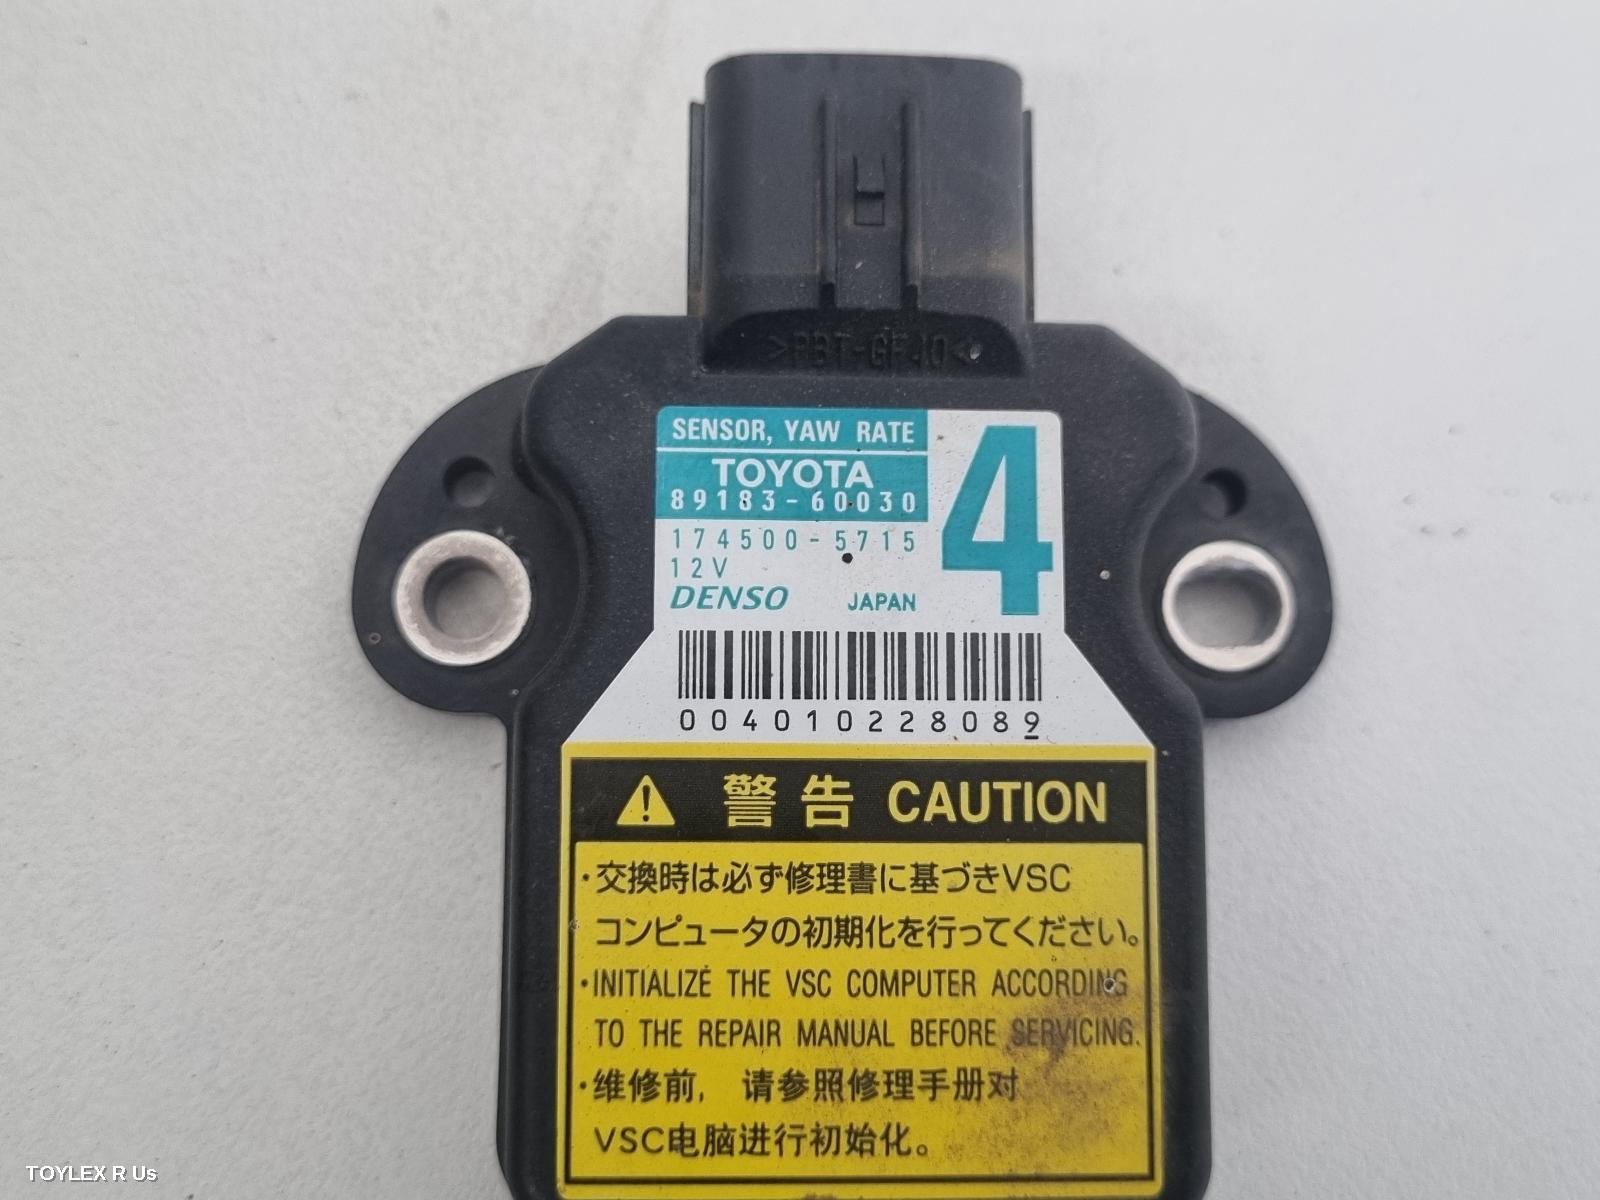 >PBT-GF40<
SENSOR, YAW RATE
TOYOTA
89183-60030
4
174500-5715
12V
DENSO JAPAN
004010228089
警告 CAUTION
・交換時は必ず修理書に基づきVSC
コンピュータの初期化を行ってください。
・INITIALIZE THE VSC COMPUTER ACCORDING
TO THE REPAIR MANUAL BEFORE SERVICING.
・维修前，请参照修理手册对
VSC电脑进行初始化。
TOYLEX R Us